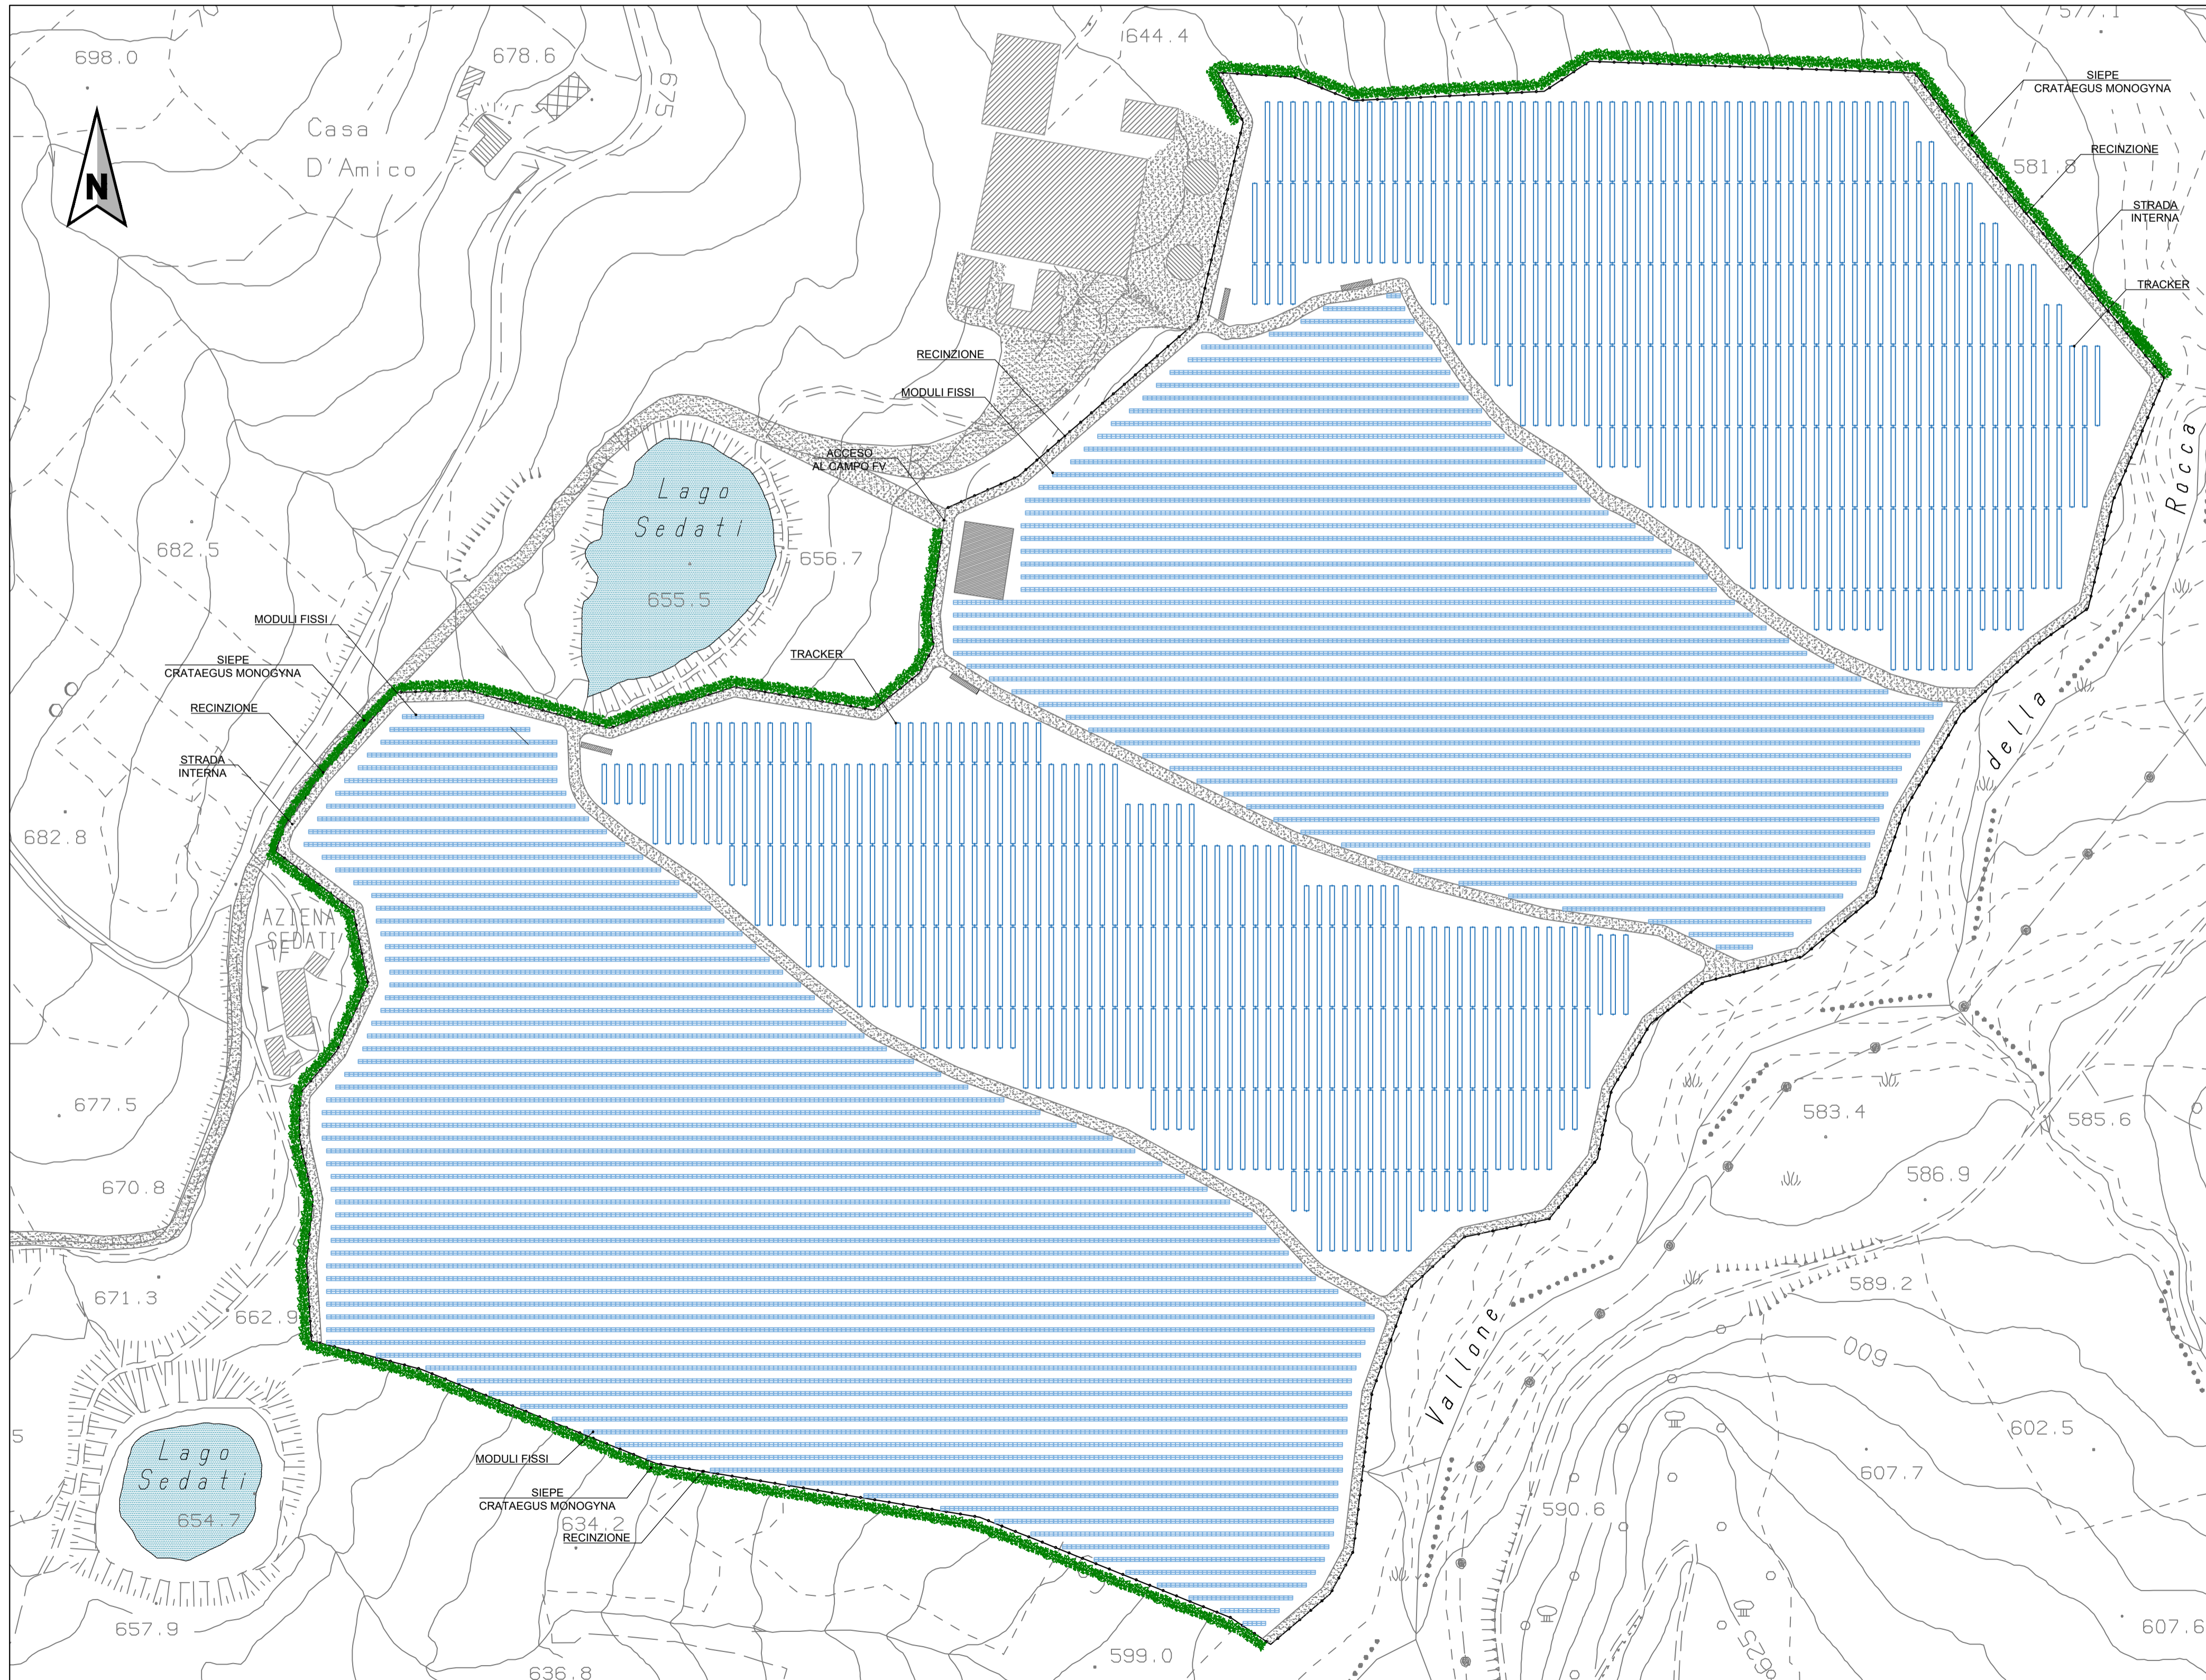 577.1
698.0
678.6
644.4
675
SIEPE
CRATAEGUS MONOGYNA
Casa
D'Amico
N
RECINZIONE
581.8
STRADA
INTERNA
TRACKER
RECINZIONE
MODULI FISSI
ACCESO
AL CAMPO FV
Lago
Sedati
655.5
656.7
682.5
MODULI FISSI
SIEPE
CRATAEGUS MONOGYNA
RECINZIONE
STRADA
INTERNA
TRACKER
682.8
AZIENA
SEDATI
Vallone della Rocca
677.5
670.8
583.4
585.6
586.9
671.3
662.9
589.2
600
602.5
607.7
Lago
Sedati
654.7
MODULI FISSI
SIEPE
CRATAEGUS MONOGYNA
634.2
RECINZIONE
590.6
657.9
636.8
599.0
625
607.6